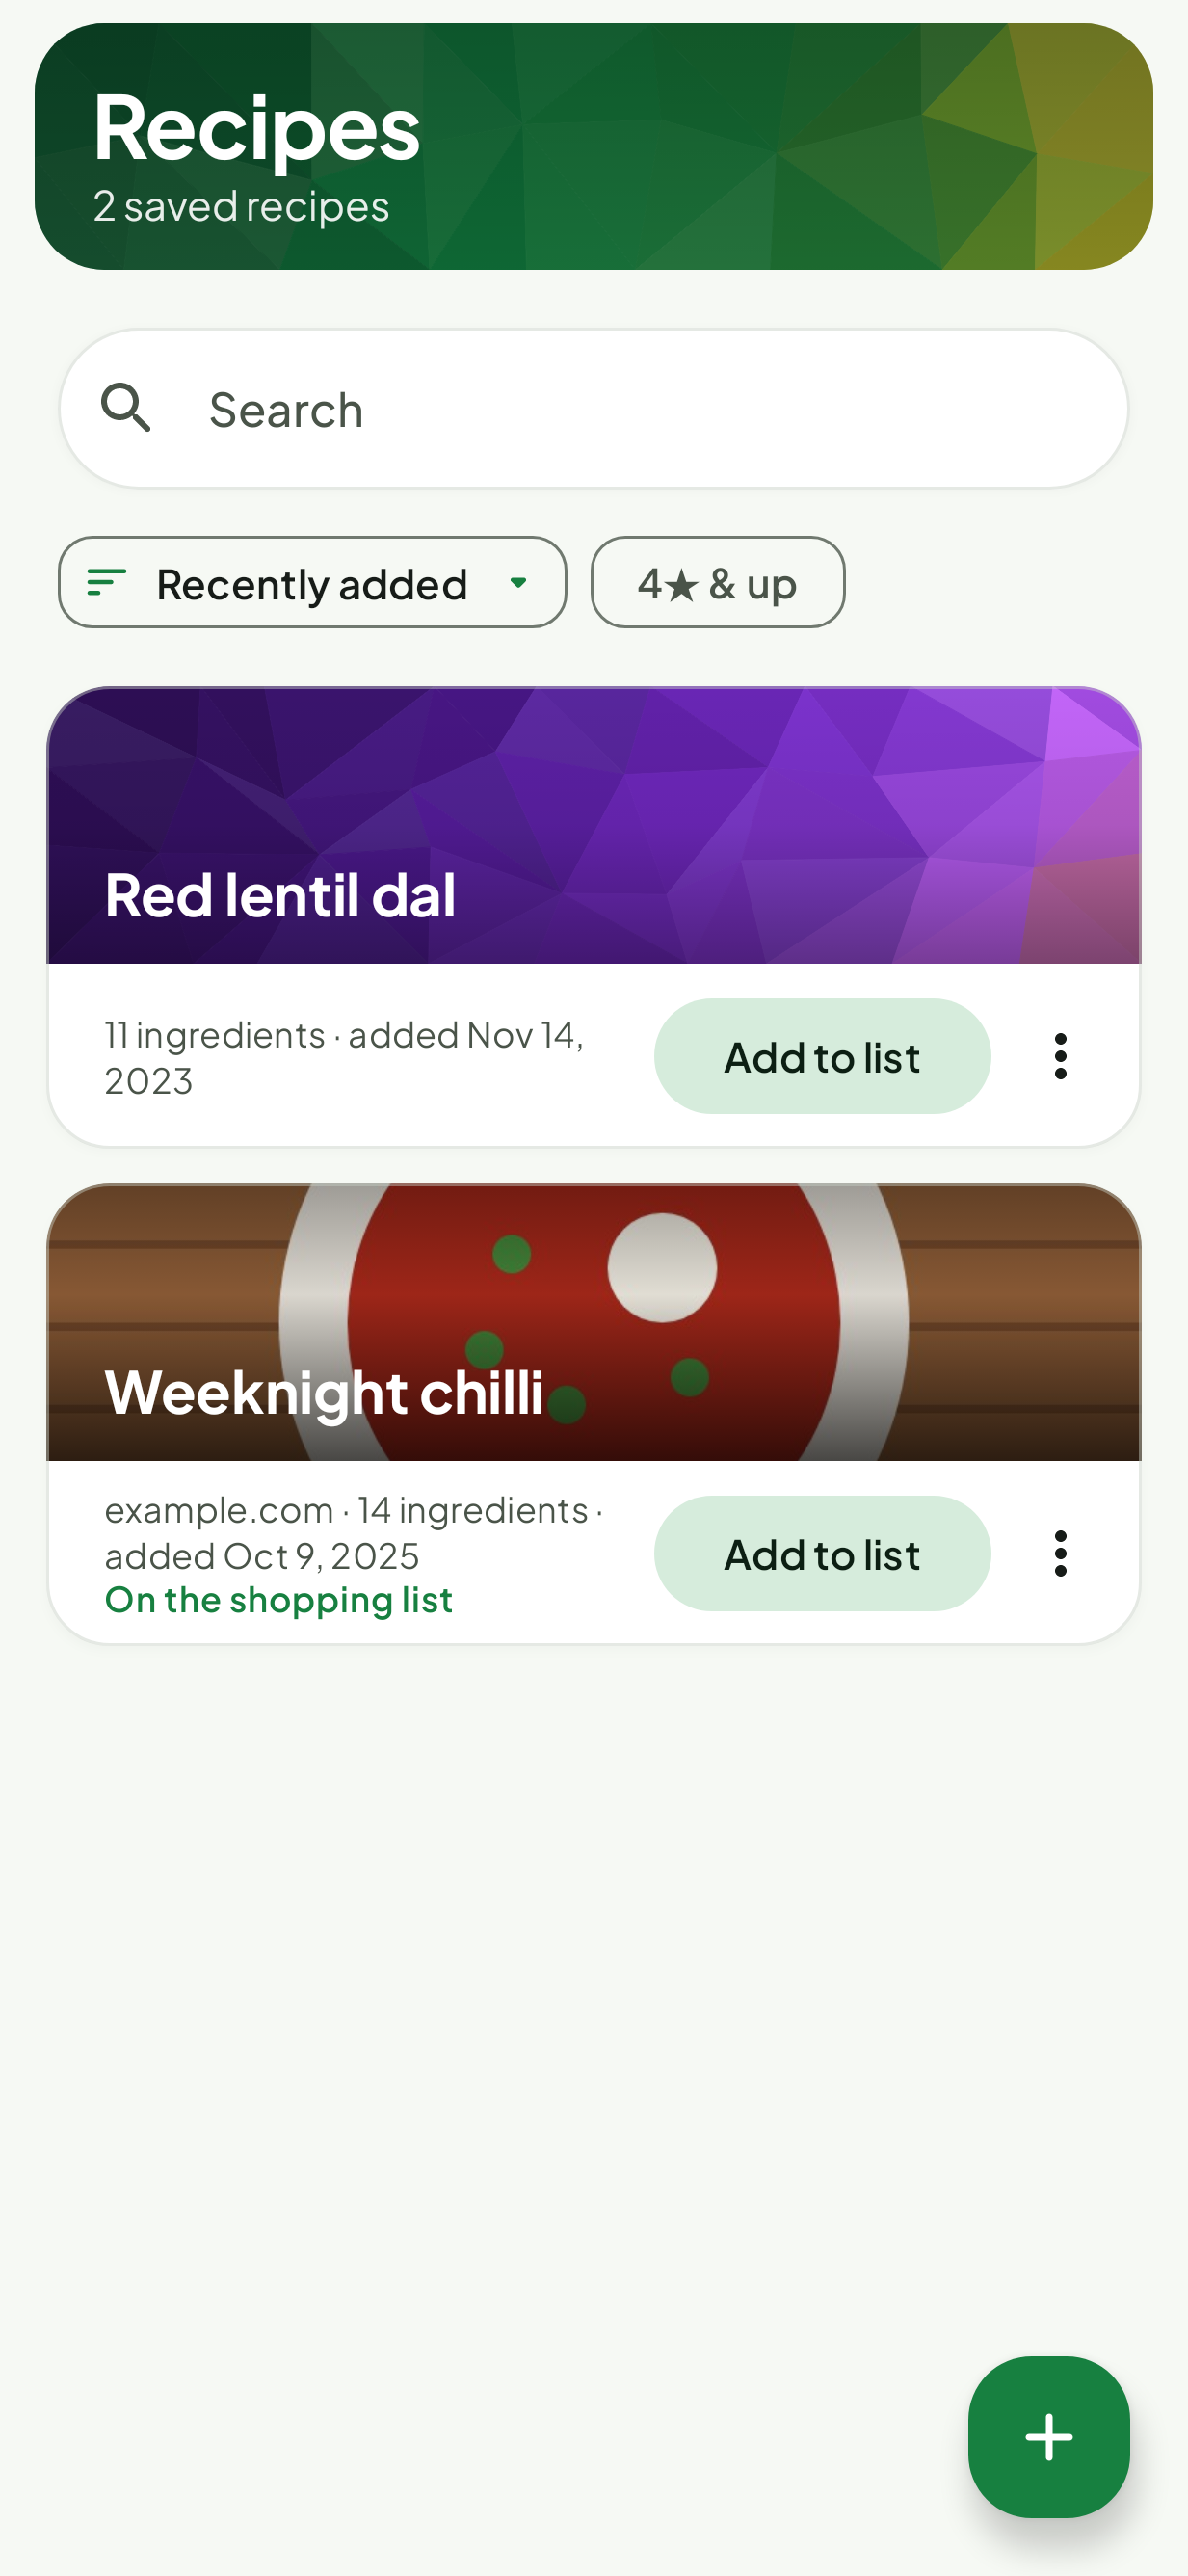 Recipes
2 saved recipes
Search
Recently added
4★ & up
Red lentil dal
11 ingredients · added Nov 14,
2023
Add to list
Weeknight chilli
example.com · 14 ingredients ·
added Oct 9, 2025
On the shopping list
Add to list